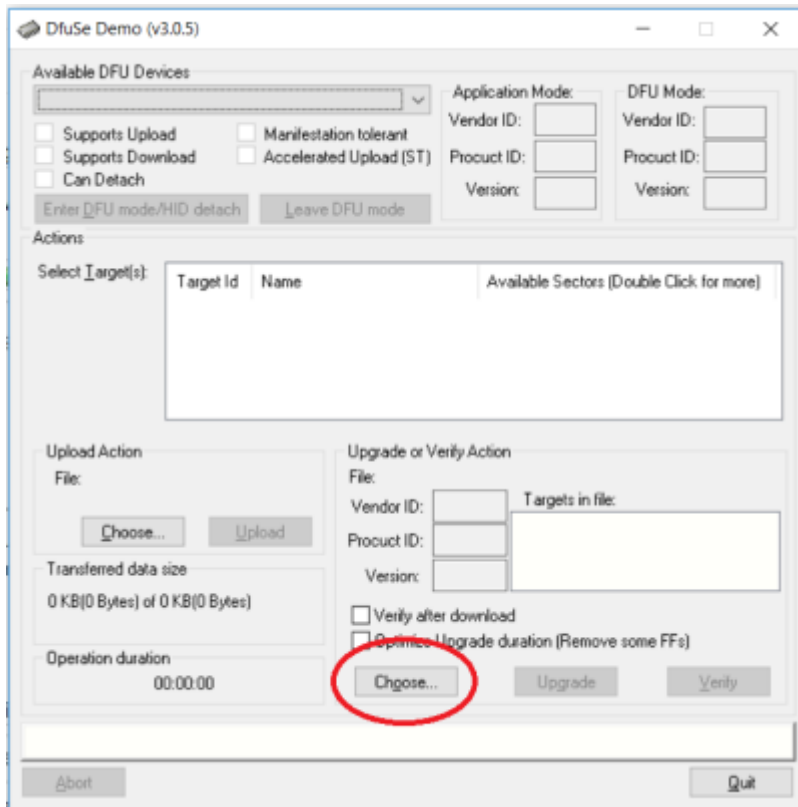 DfuSe Demo (v3.0.5)
Available DFU Devices
Supports Upload
Manifestation tolerant
Supports Download
Accelerated Upload (ST)
Can Detach
Enter DFU mode/HID detach
Leave DFU mode
Application Mode:
Vendor ID:
Procuct ID:
Version:
DFU Mode:
Vendor ID:
Procuct ID:
Version:
Actions
Select Target(s):
Target Id
Name
Available Sectors (Double Click for more)
Upload Action
File:
Choose...
Upload
Transferred data size
0 KB(0 Bytes) of 0 KB(0 Bytes)
Operation duration
00:00:00
Upgrade or Verify Action
File:
Vendor ID:
Procuct ID:
Version:
Targets in file:
Verify after download
Optimize Upgrade duration (Remove some FFs)
Choose...
Upgrade
Verify
Abort
Quit